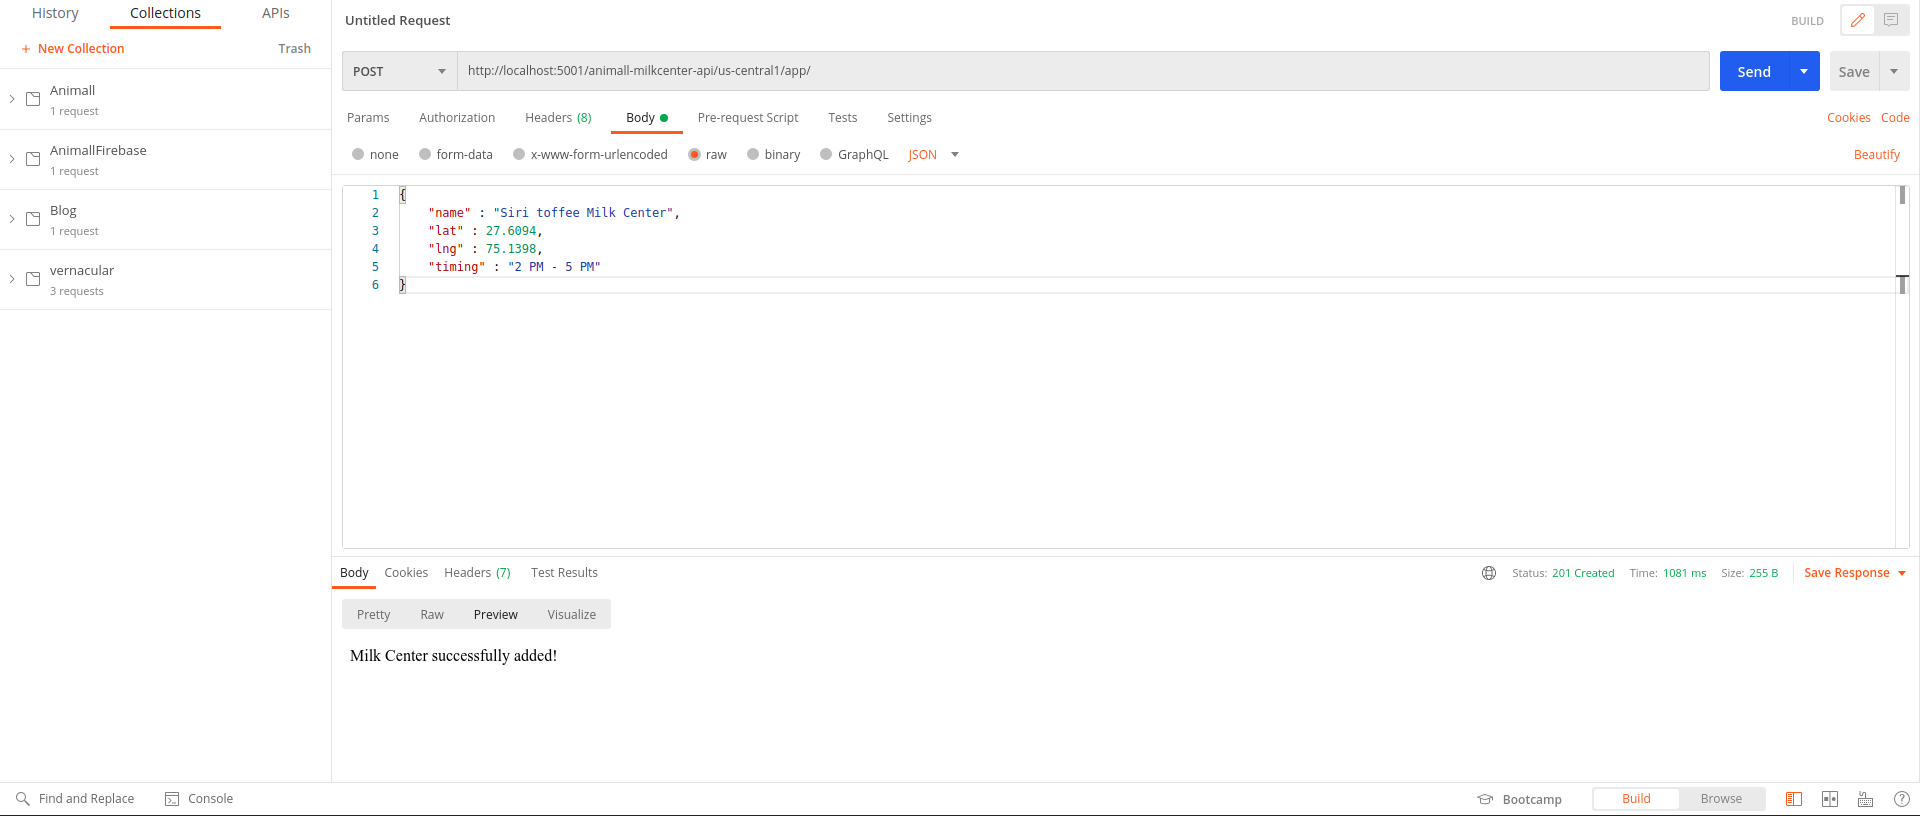 History Collections APIs
+ New Collection Trash
Animall
1 request
AnimallFirebase
1 request
Blog
1 request
vernacular
3 requests
Untitled Request BUILD
POST http://localhost:5001/animall-milkcenter-api/us-central1/app/ Send Save
Params Authorization Headers (8) Body Pre-request Script Tests Settings Cookies Code
none form-data x-www-form-urlencoded raw binary GraphQL JSON Beautify
1 {
2 "name" : "Siri toffee Milk Center",
3 "lat" : 27.6094,
4 "lng" : 75.1398,
5 "timing" : "2 PM - 5 PM"
6 }
Body Cookies Headers (7) Test Results Status: 201 Created Time: 1081 ms Size: 255 B Save Response
Pretty Raw Preview Visualize
Milk Center successfully added!
Find and Replace Console Bootcamp Build Browse